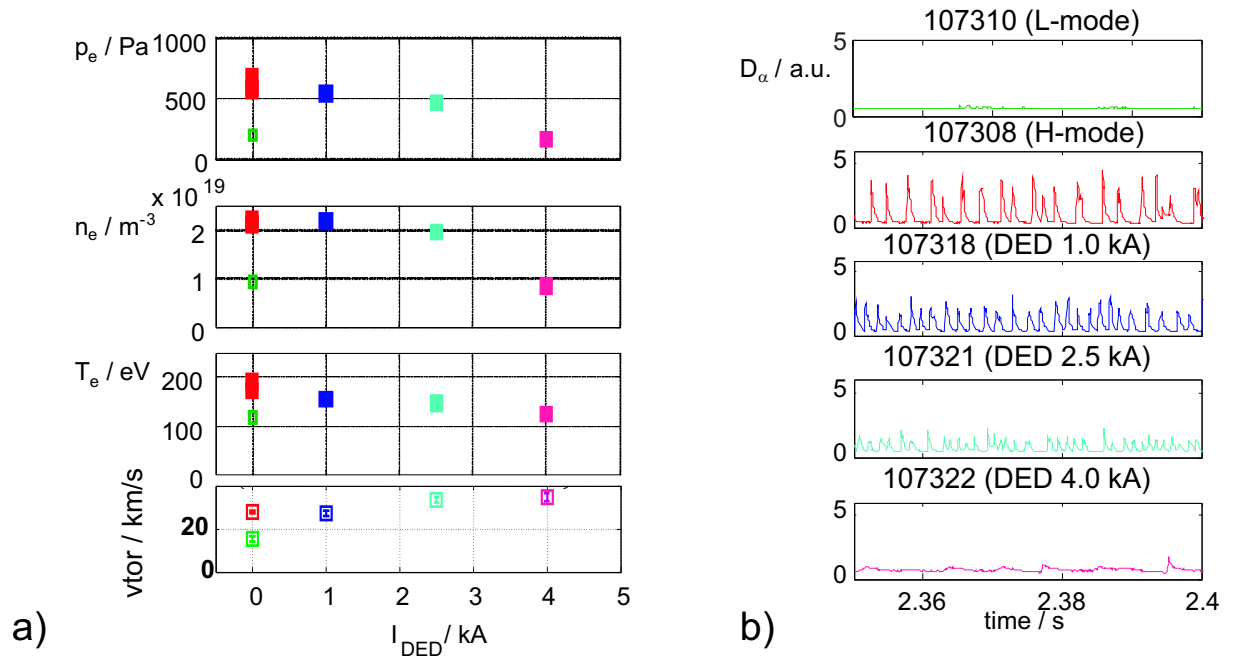 p_e / Pa
1000
500
0
x 10^19
n_e / m^-3
2
1
0
T_e / eV
200
100
0
vtor / km/s
20
0
0 1 2 3 4 5
I_DED / kA
a)
107310 (L-mode)
D_α / a.u.
5
0
107308 (H-mode)
5
0
107318 (DED 1.0 kA)
5
0
107321 (DED 2.5 kA)
5
0
107322 (DED 4.0 kA)
5
0
2.36 2.38 2.4
time / s
b)